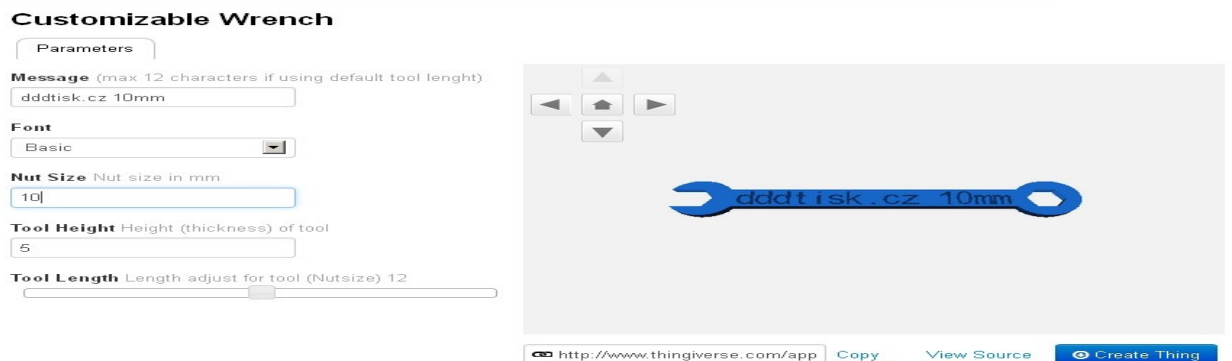 Customizable Wrench
Parameters
Message (max 12 characters if using default tool lenght)
dddtisk.cz 10mm
Font
Basic
Nut Size Nut size in mm
10
Tool Height Height (thickness) of tool
5
Tool Length Length adjust for tool (Nutsize) 12
dddtisk.cz 10mm
http://www.thingiverse.com/app Copy View Source Create Thing